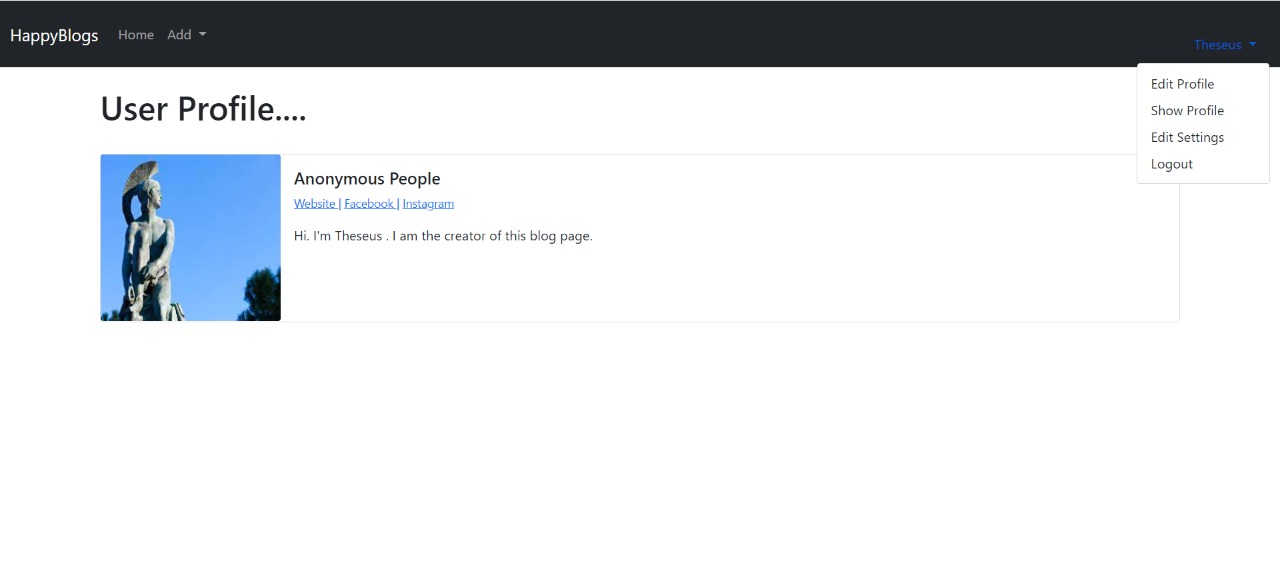 HappyBlogs Home Add Theseus
Edit Profile
Show Profile
Edit Settings
Logout
User Profile....
Anonymous People
Website | Facebook | Instagram
Hi. I'm Theseus . I am the creator of this blog page.